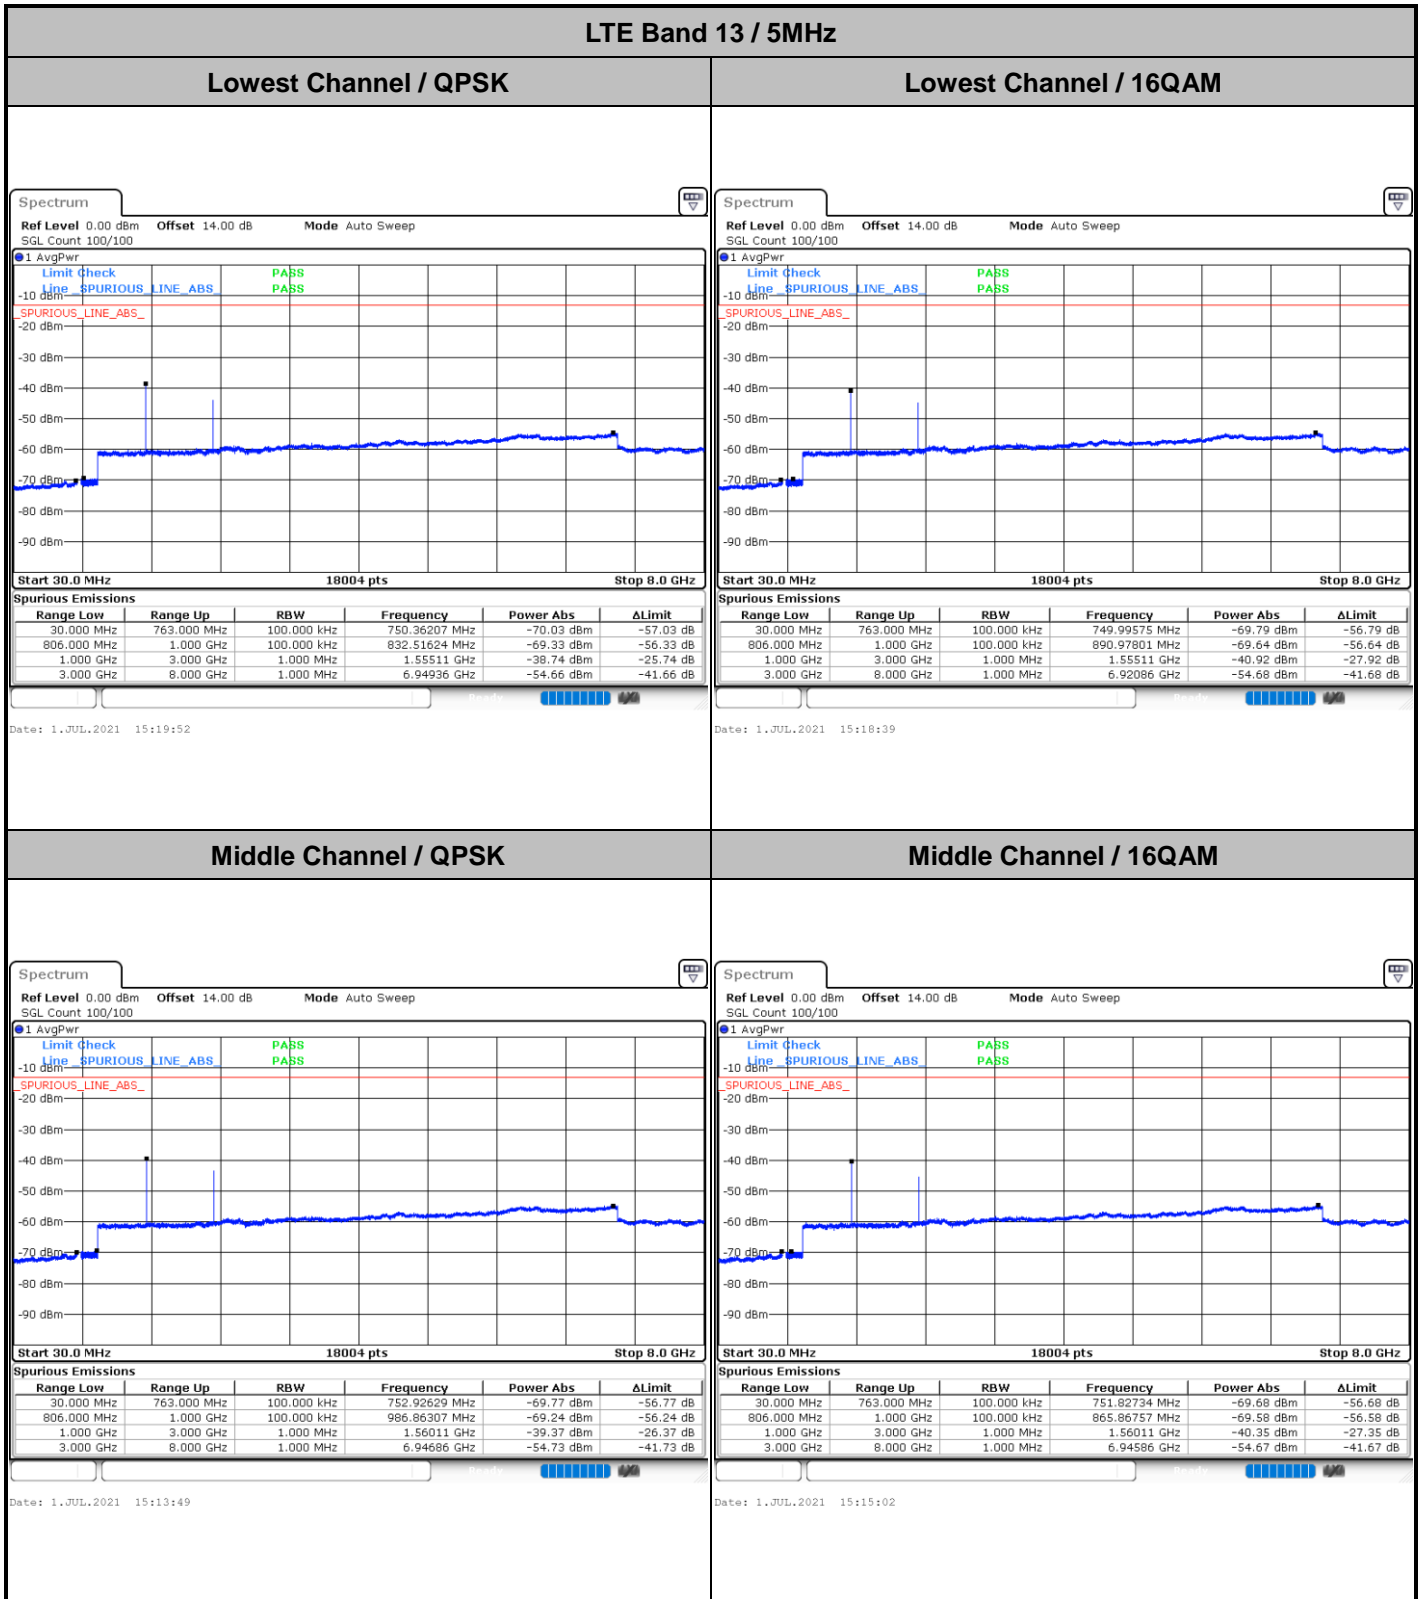 LTE Band 13 / 5MHz
Lowest Channel / QPSK
Lowest Channel / 16QAM
Spectrum
Ref Level 0.00 dBm Offset 14.00 dB Mode Auto Sweep
SGL Count 100/100
1 AvgPwr
Limit Check PASS
Line _SPURIOUS_LINE_ABS_ PASS
-10 dBm
_SPURIOUS_LINE_ABS_
-20 dBm
-30 dBm
-40 dBm
-50 dBm
-60 dBm
-70 dBm
-80 dBm
-90 dBm
Start 30.0 MHz 18004 pts Stop 8.0 GHz
Spurious Emissions
Range Low Range Up RBW Frequency Power Abs ΔLimit
30.000 MHz 763.000 MHz 100.000 kHz 750.36207 MHz -70.03 dBm -57.03 dB
806.000 MHz 1.000 GHz 100.000 kHz 832.51624 MHz -69.33 dBm -56.33 dB
1.000 GHz 3.000 GHz 1.000 MHz 1.55511 GHz -38.74 dBm -25.74 dB
3.000 GHz 8.000 GHz 1.000 MHz 6.94936 GHz -54.66 dBm -41.66 dB
Date: 1.JUL.2021 15:19:52
Spectrum
Ref Level 0.00 dBm Offset 14.00 dB Mode Auto Sweep
SGL Count 100/100
1 AvgPwr
Limit Check PASS
Line _SPURIOUS_LINE_ABS_ PASS
-10 dBm
_SPURIOUS_LINE_ABS_
-20 dBm
-30 dBm
-40 dBm
-50 dBm
-60 dBm
-70 dBm
-80 dBm
-90 dBm
Start 30.0 MHz 18004 pts Stop 8.0 GHz
Spurious Emissions
Range Low Range Up RBW Frequency Power Abs ΔLimit
30.000 MHz 763.000 MHz 100.000 kHz 749.99575 MHz -69.79 dBm -56.79 dB
806.000 MHz 1.000 GHz 100.000 kHz 890.97801 MHz -69.64 dBm -56.64 dB
1.000 GHz 3.000 GHz 1.000 MHz 1.55511 GHz -40.92 dBm -27.92 dB
3.000 GHz 8.000 GHz 1.000 MHz 6.92086 GHz -54.68 dBm -41.68 dB
Ready
Date: 1.JUL.2021 15:18:39
Middle Channel / QPSK
Middle Channel / 16QAM
Spectrum
Ref Level 0.00 dBm Offset 14.00 dB Mode Auto Sweep
SGL Count 100/100
1 AvgPwr
Limit Check PASS
Line _SPURIOUS_LINE_ABS_ PASS
-10 dBm
_SPURIOUS_LINE_ABS_
-20 dBm
-30 dBm
-40 dBm
-50 dBm
-60 dBm
-70 dBm
-80 dBm
-90 dBm
Start 30.0 MHz 18004 pts Stop 8.0 GHz
Spurious Emissions
Range Low Range Up RBW Frequency Power Abs ΔLimit
30.000 MHz 763.000 MHz 100.000 kHz 752.92629 MHz -69.77 dBm -56.77 dB
806.000 MHz 1.000 GHz 100.000 kHz 986.86307 MHz -69.24 dBm -56.24 dB
1.000 GHz 3.000 GHz 1.000 MHz 1.56011 GHz -39.37 dBm -26.37 dB
3.000 GHz 8.000 GHz 1.000 MHz 6.94686 GHz -54.73 dBm -41.73 dB
Date: 1.JUL.2021 15:13:49
Spectrum
Ref Level 0.00 dBm Offset 14.00 dB Mode Auto Sweep
SGL Count 100/100
1 AvgPwr
Limit Check PASS
Line _SPURIOUS_LINE_ABS_ PASS
-10 dBm
_SPURIOUS_LINE_ABS_
-20 dBm
-30 dBm
-40 dBm
-50 dBm
-60 dBm
-70 dBm
-80 dBm
-90 dBm
Start 30.0 MHz 18004 pts Stop 8.0 GHz
Spurious Emissions
Range Low Range Up RBW Frequency Power Abs ΔLimit
30.000 MHz 763.000 MHz 100.000 kHz 751.82734 MHz -69.68 dBm -56.68 dB
806.000 MHz 1.000 GHz 100.000 kHz 865.86757 MHz -69.58 dBm -56.58 dB
1.000 GHz 3.000 GHz 1.000 MHz 1.56011 GHz -40.35 dBm -27.35 dB
3.000 GHz 8.000 GHz 1.000 MHz 6.94586 GHz -54.67 dBm -41.67 dB
Ready
Date: 1.JUL.2021 15:15:02